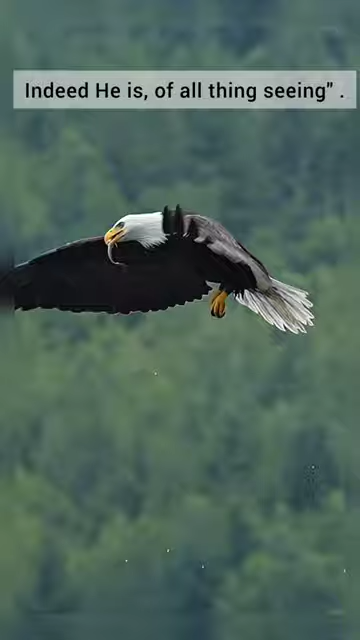 Indeed He is, of all thing seeing" .